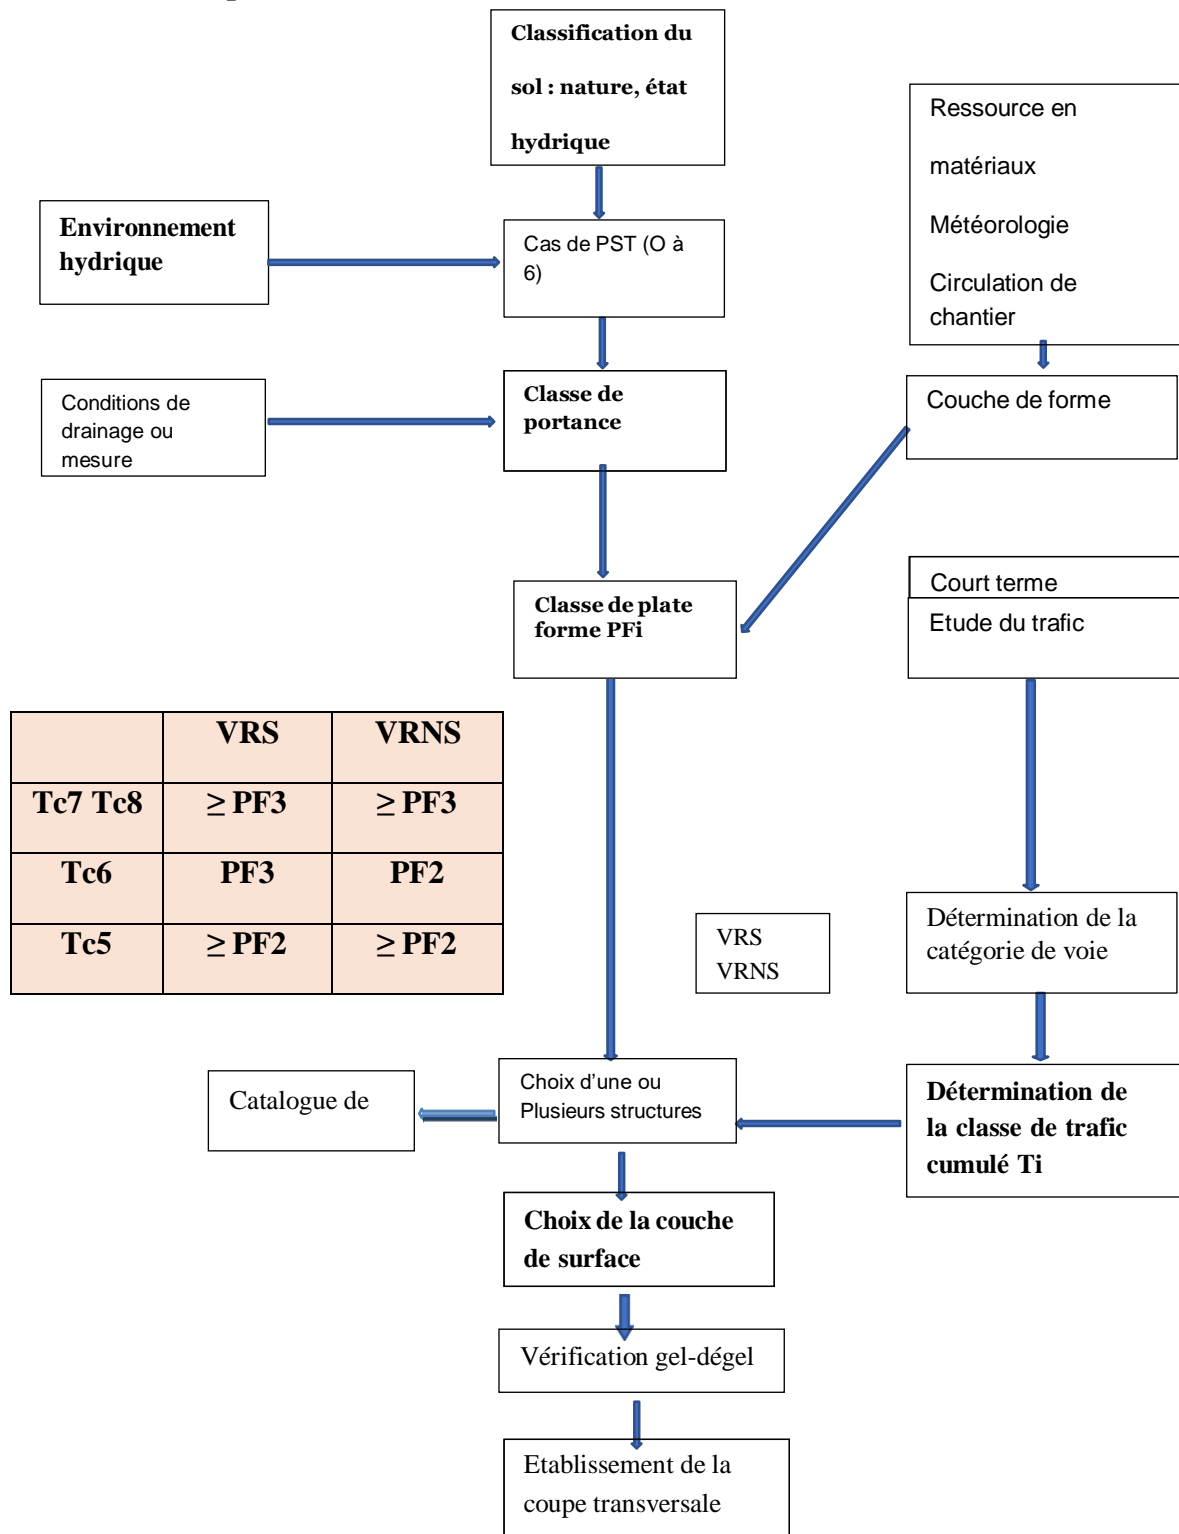 Classification du
sol : nature, état
hydrique
Ressource en
matériaux
Météorologie
Circulation de
chantier
Environnement
hydrique
Cas de PST (O à
6)
Conditions de
drainage ou
mesure
Classe de
portance
Couche de forme
Classe de plate
forme PFi
Court terme
Etude du trafic
VRS VRNS
Tc7 Tc8 ≥ PF3 ≥ PF3
Tc6 PF3 PF2
Tc5 ≥ PF2 ≥ PF2
VRS
VRNS
Détermination de la
catégorie de voie
Catalogue de
Choix d’une ou
Plusieurs structures
Détermination de
la classe de trafic
cumulé Ti
Choix de la couche
de surface
Vérification gel-dégel
Etablissement de la
coupe transversale